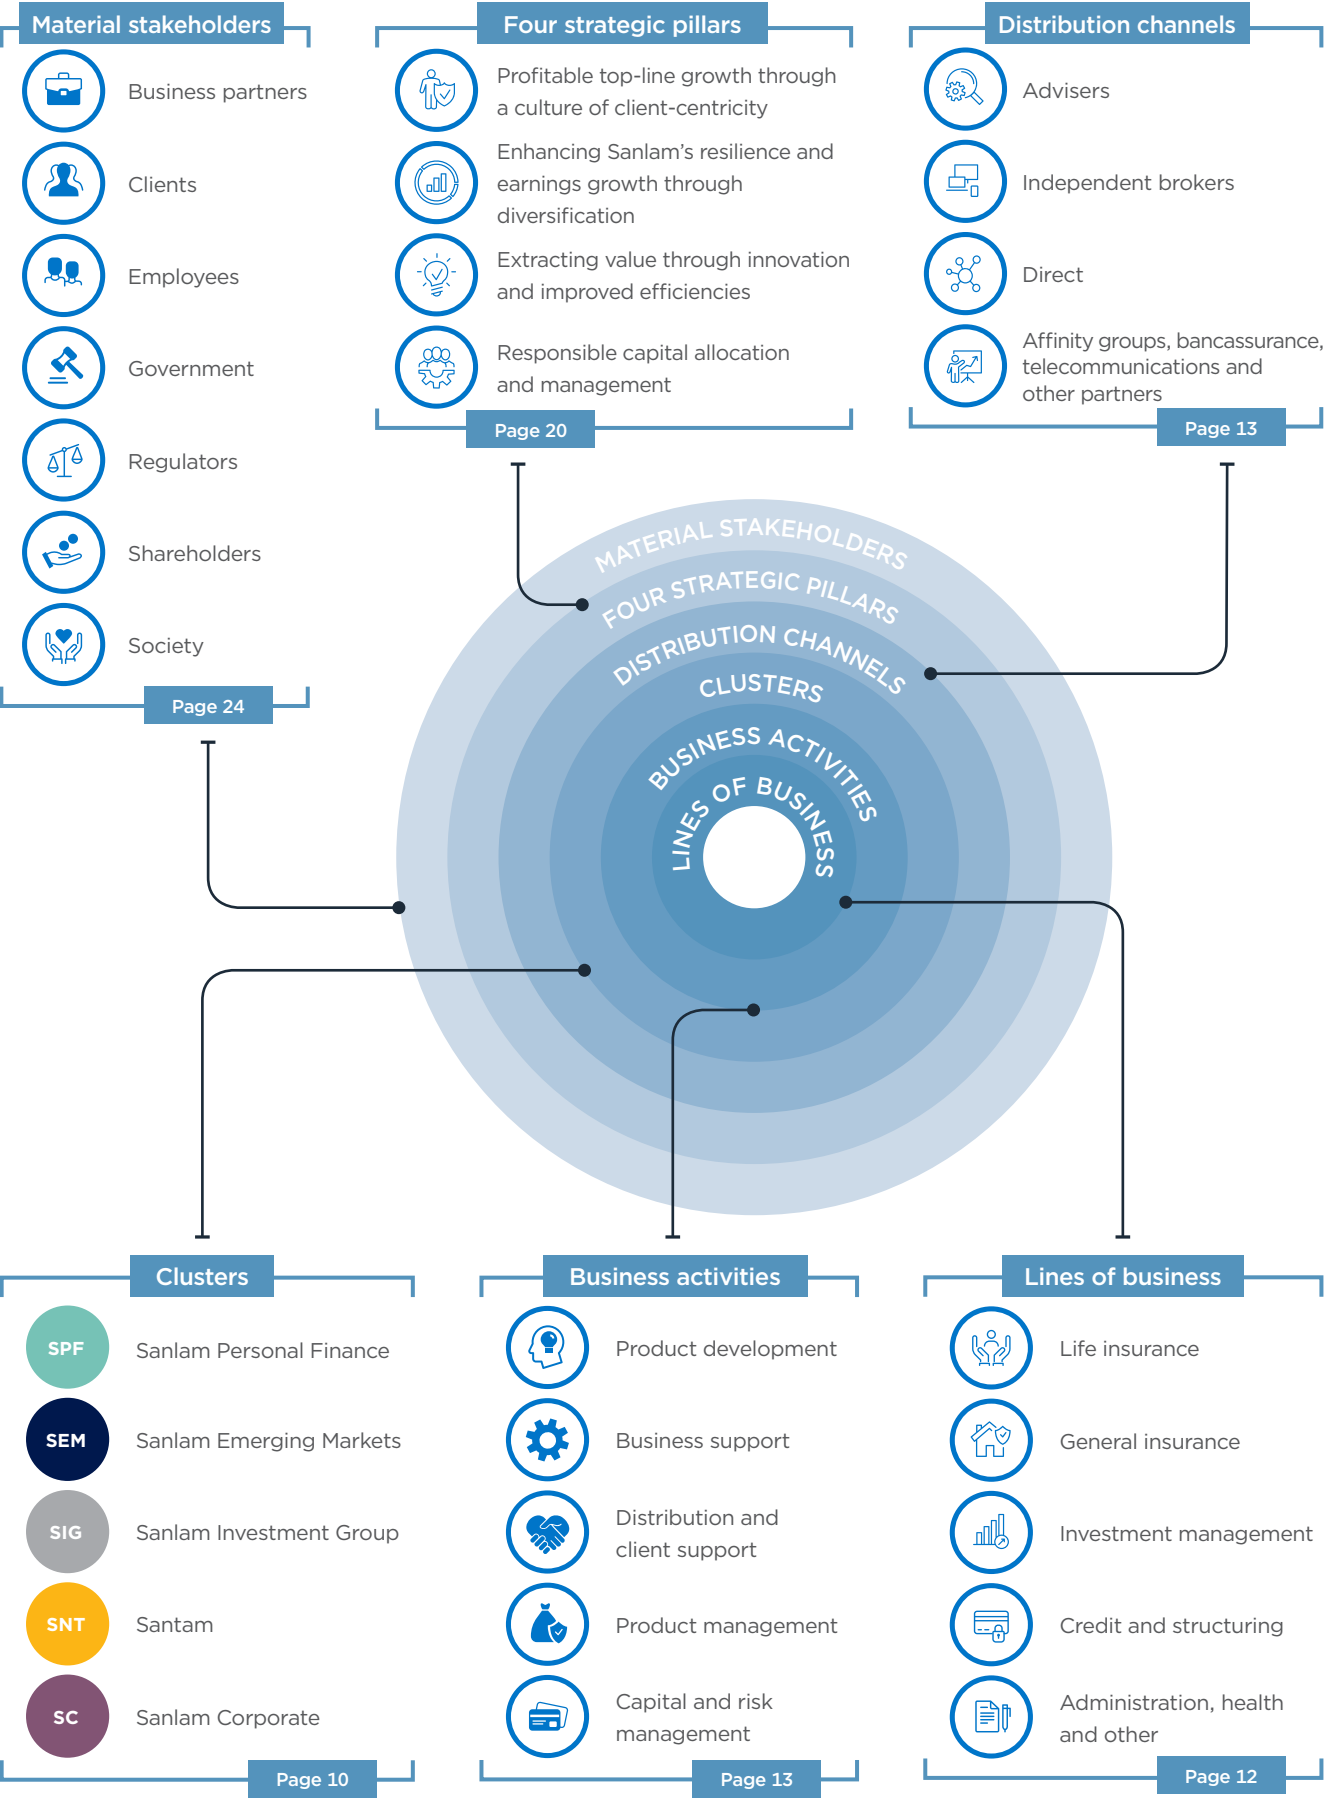 Material stakeholders
Business partners
Clients
Employees
Government
Regulators
Shareholders
Society
Page 24
Four strategic pillars
Profitable top-line growth through
a culture of client-centricity
Enhancing Sanlam’s resilience and
earnings growth through
diversification
Extracting value through innovation
and improved efficiencies
Responsible capital allocation
and management
Page 20
Distribution channels
Advisers
Independent brokers
Direct
Affinity groups, bancassurance,
telecommunications and
other partners
Page 13
MATERIAL STAKEHOLDERS
FOUR STRATEGIC PILLARS
DISTRIBUTION CHANNELS
CLUSTERS
BUSINESS ACTIVITIES
LINES OF BUSINESS
Clusters
SPF
Sanlam Personal Finance
SEM
Sanlam Emerging Markets
SIG
Sanlam Investment Group
SNT
Santam
SC
Sanlam Corporate
Page 10
Business activities
Product development
Business support
Distribution and
client support
Product management
Capital and risk
management
Page 13
Lines of business
Life insurance
General insurance
Investment management
Credit and structuring
Administration, health
and other
Page 12